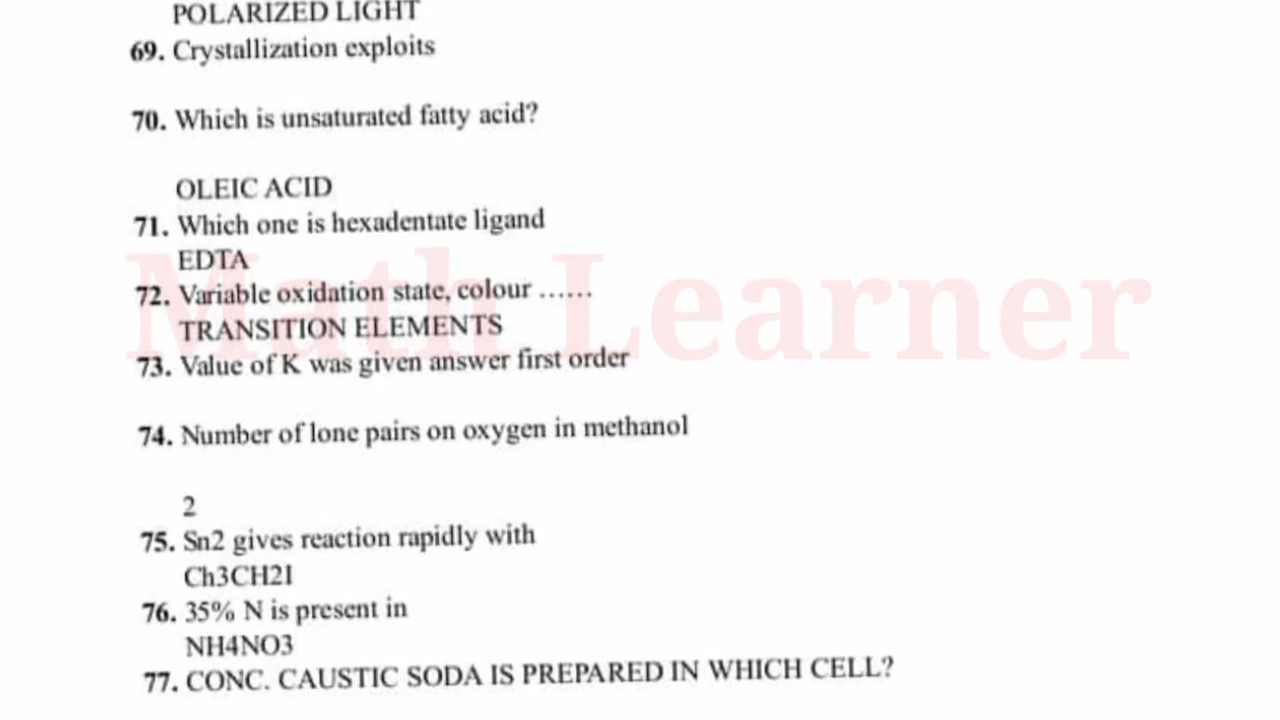 POLARIZED LIGHT
69. Crystallization exploits
70. Which is unsaturated fatty acid?
OLEIC ACID
71. Which one is hexadentate ligand
EDTA
72. Variable oxidation state, colour ......
TRANSITION ELEMENTS
Math Learner
73. Value of K was given answer first order
74. Number of lone pairs on oxygen in methanol
2
75. Sn2 gives reaction rapidly with
Ch3CH2I
76. 35% N is present in
NH4NO3
77. CONC. CAUSTIC SODA IS PREPARED IN WHICH CELL?